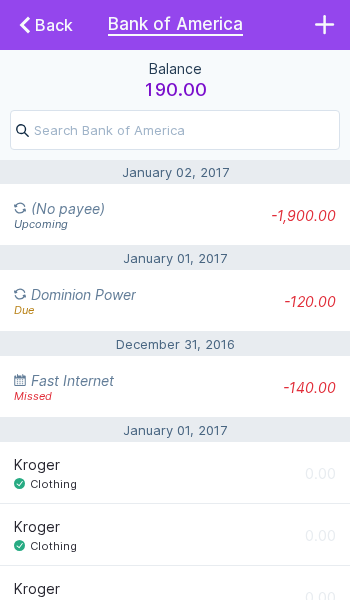 Back
Bank of America
Balance
190.00
Search Bank of America
January 02, 2017
(No payee)
-1,900.00
Upcoming
January 01, 2017
Dominion Power
-120.00
Due
December 31, 2016
Fast Internet
-140.00
Missed
January 01, 2017
Kroger
0.00
Clothing
Kroger
0.00
Clothing
Kroger
0.00